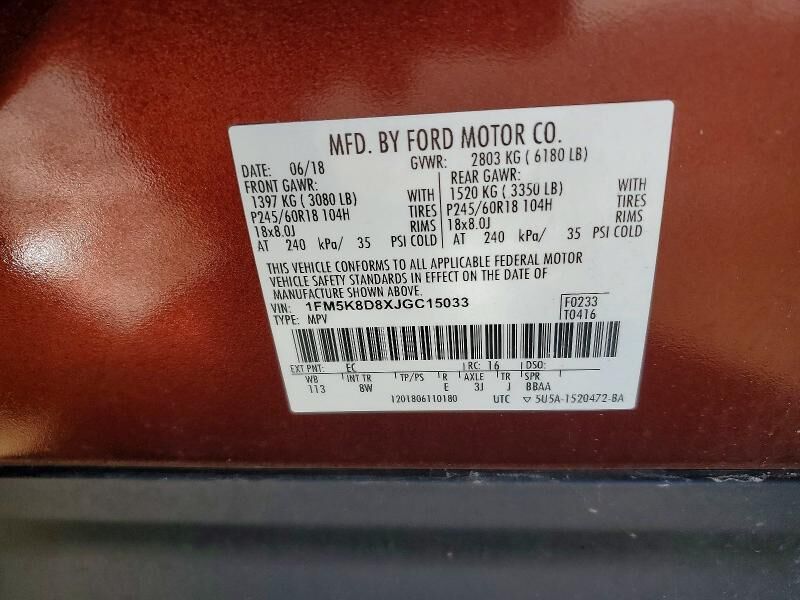 MFD. BY FORD MOTOR CO.
DATE: 06/18 GVWR: 2803 KG ( 6180 LB)
FRONT GAWR: REAR GAWR:
1397 KG ( 3080 LB) WITH 1520 KG ( 3350 LB) WITH
P245/60R18 104H TIRES P245/60R18 104H TIRES
18x8.0J RIMS 18x8.0J RIMS
AT 240 kPa/ 35 PSI COLD AT 240 kPa/ 35 PSI COLD
THIS VEHICLE CONFORMS TO ALL APPLICABLE FEDERAL MOTOR
VEHICLE SAFETY STANDARDS IN EFFECT ON THE DATE OF
MANUFACTURE SHOWN ABOVE.
VIN: 1FM5K8D8XJGC15033 F0233
TYPE: MPV T0416
EXT PNT: EC RC: 16 DSO:
WB INT TR TP/PS R AXLE TR SPR
113 8W E 3J J BBAA
1201806110180 UTC ▽ 5U5A-1520472-BA